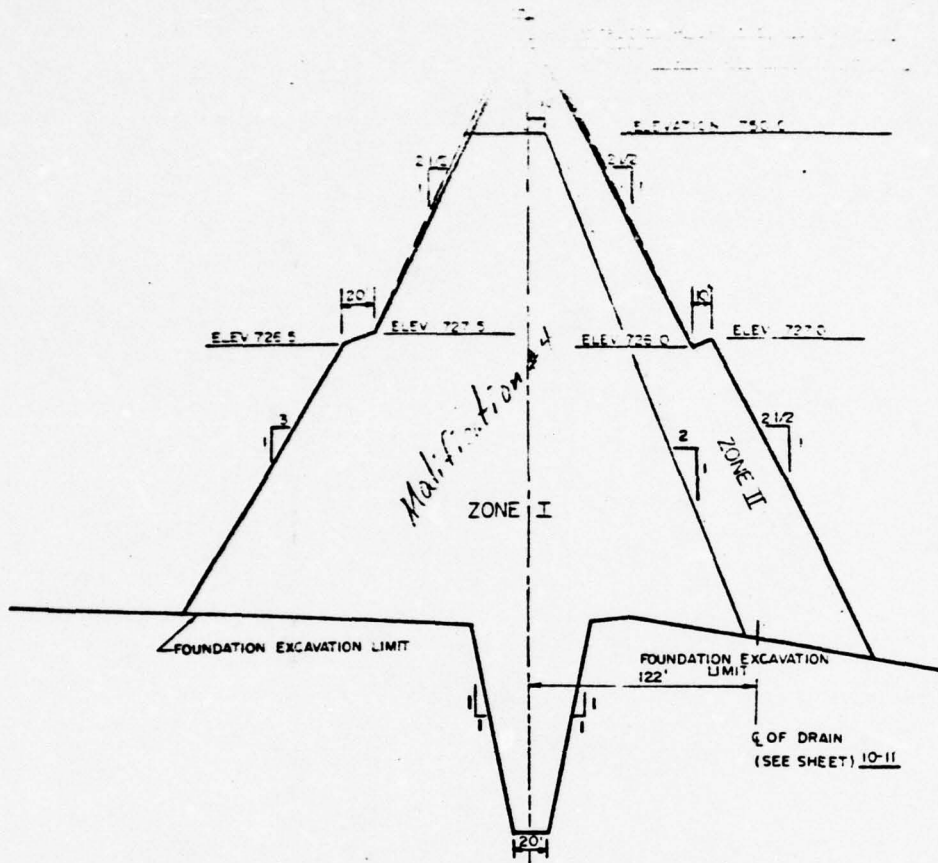 ELEVATION 750.0
2 1/2
1
2 1/2
1
20'
15'
ELEV. 726.5
ELEV. 727.5
ELEV. 726.0
ELEV. 727.0
3
1
Modification #4
2
1
2 1/2
1
ZONE I
ZONE II
FOUNDATION EXCAVATION LIMIT
FOUNDATION EXCAVATION
LIMIT
122'
1
1
1
1
℄ OF DRAIN
(SEE SHEET) 10-11
20'